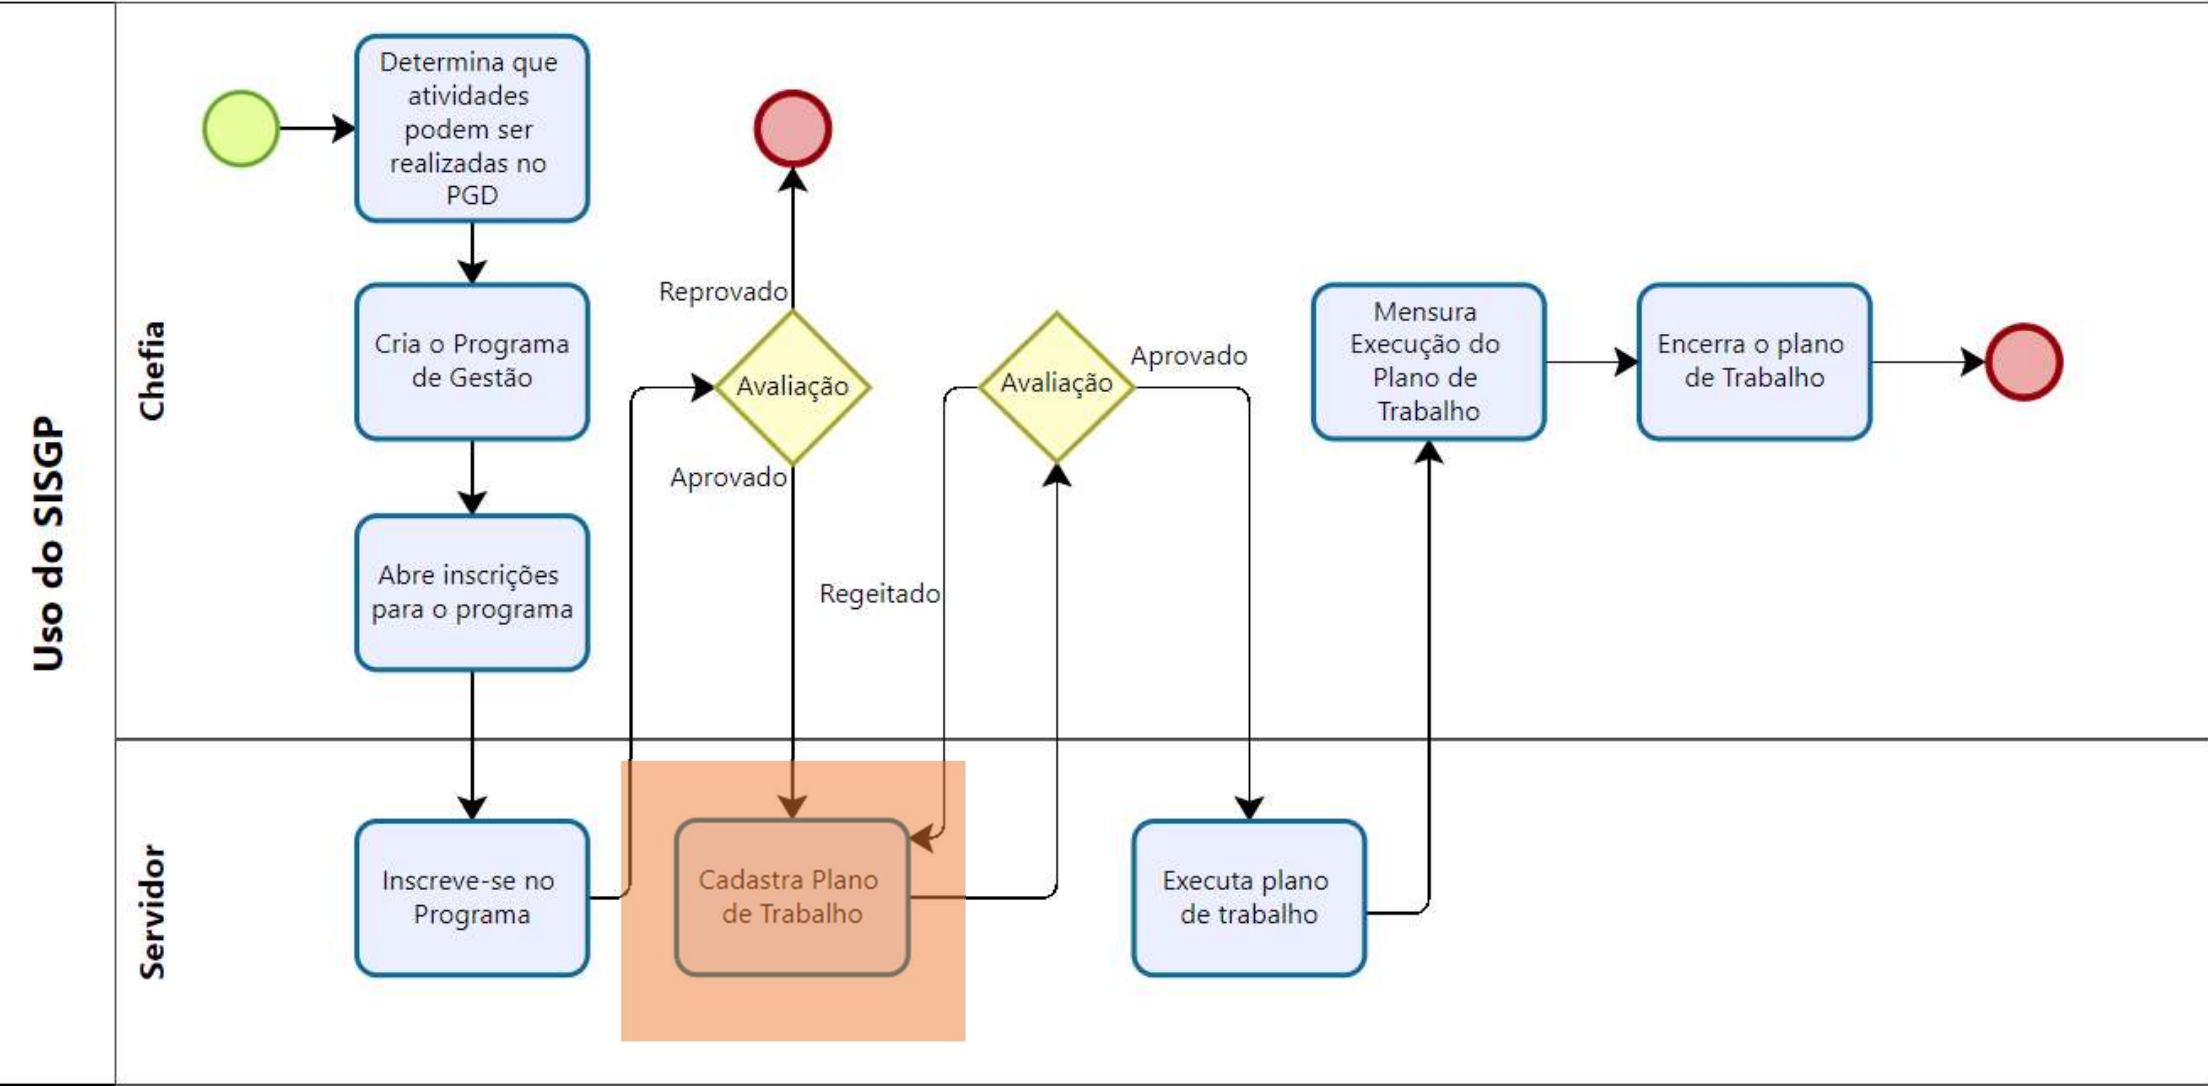 Uso do SISGP
Chefia
Determina que
atividades
podem ser
realizadas no
PGD
Cria o Programa
de Gestão
Abre inscrições
para o programa
Reprovado
Avaliação
Aprovado
Avaliação
Aprovado
Regeitado
Mensura
Execução do
Plano de
Trabalho
Encerra o plano
de Trabalho
Servidor
Inscreve-se no
Programa
Cadastra Plano
de Trabalho
Executa plano
de trabalho